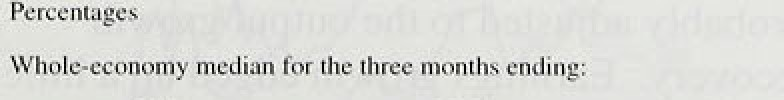 Percentages
Whole-economy median for the three months ending: